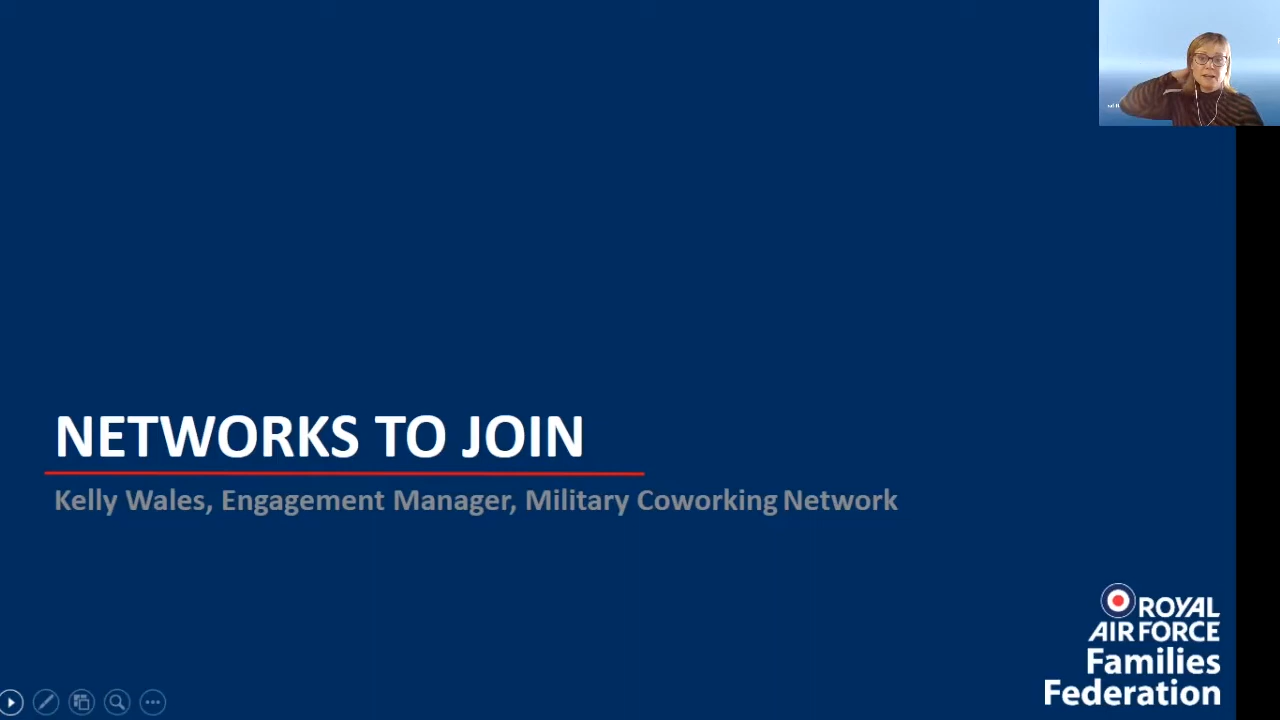 NETWORKS TO JOIN
Kelly Wales, Engagement Manager, Military Coworking Network
ROYAL
AIR FORCE
Families
Federation